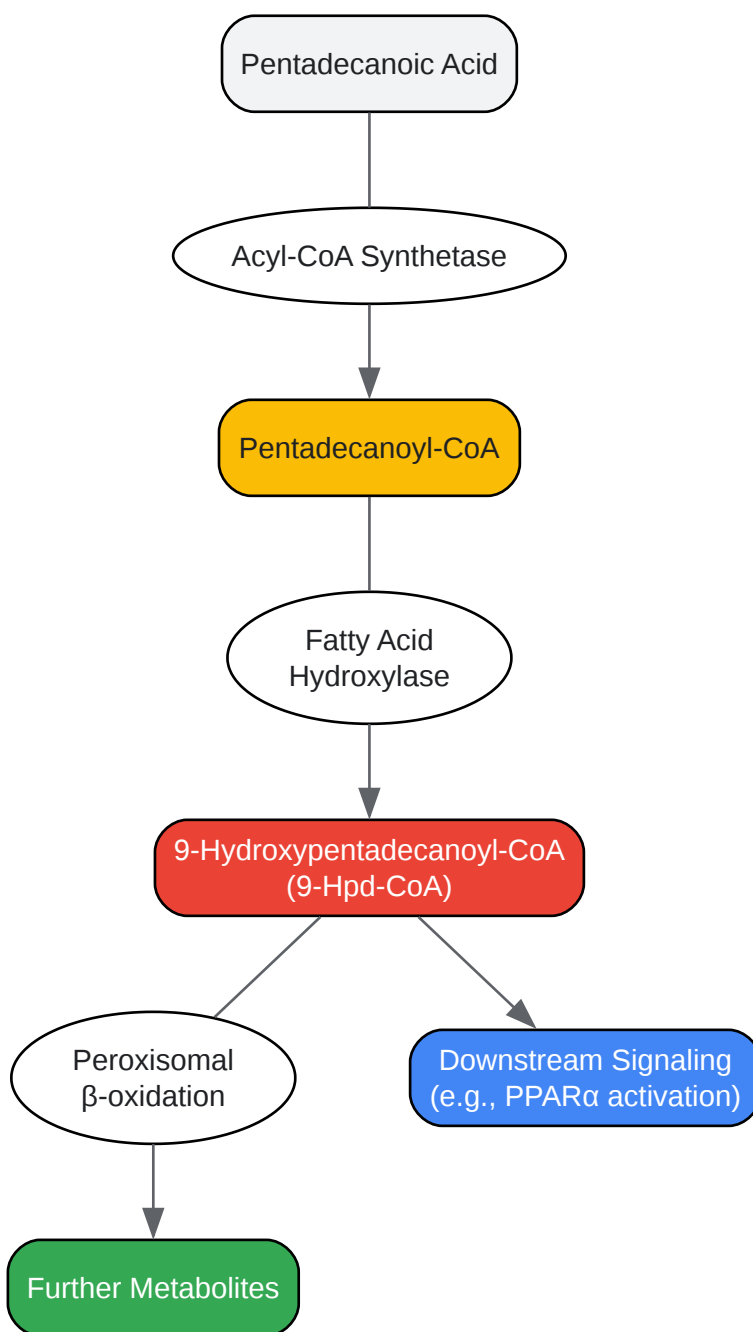 Pentadecanoic Acid
Acyl-CoA Synthetase
Pentadecanoyl-CoA
Fatty Acid
Hydroxylase
9-Hydroxypentadecanoyl-CoA
(9-Hpd-CoA)
Peroxisomal
β-oxidation
Downstream Signaling
(e.g., PPARα activation)
Further Metabolites